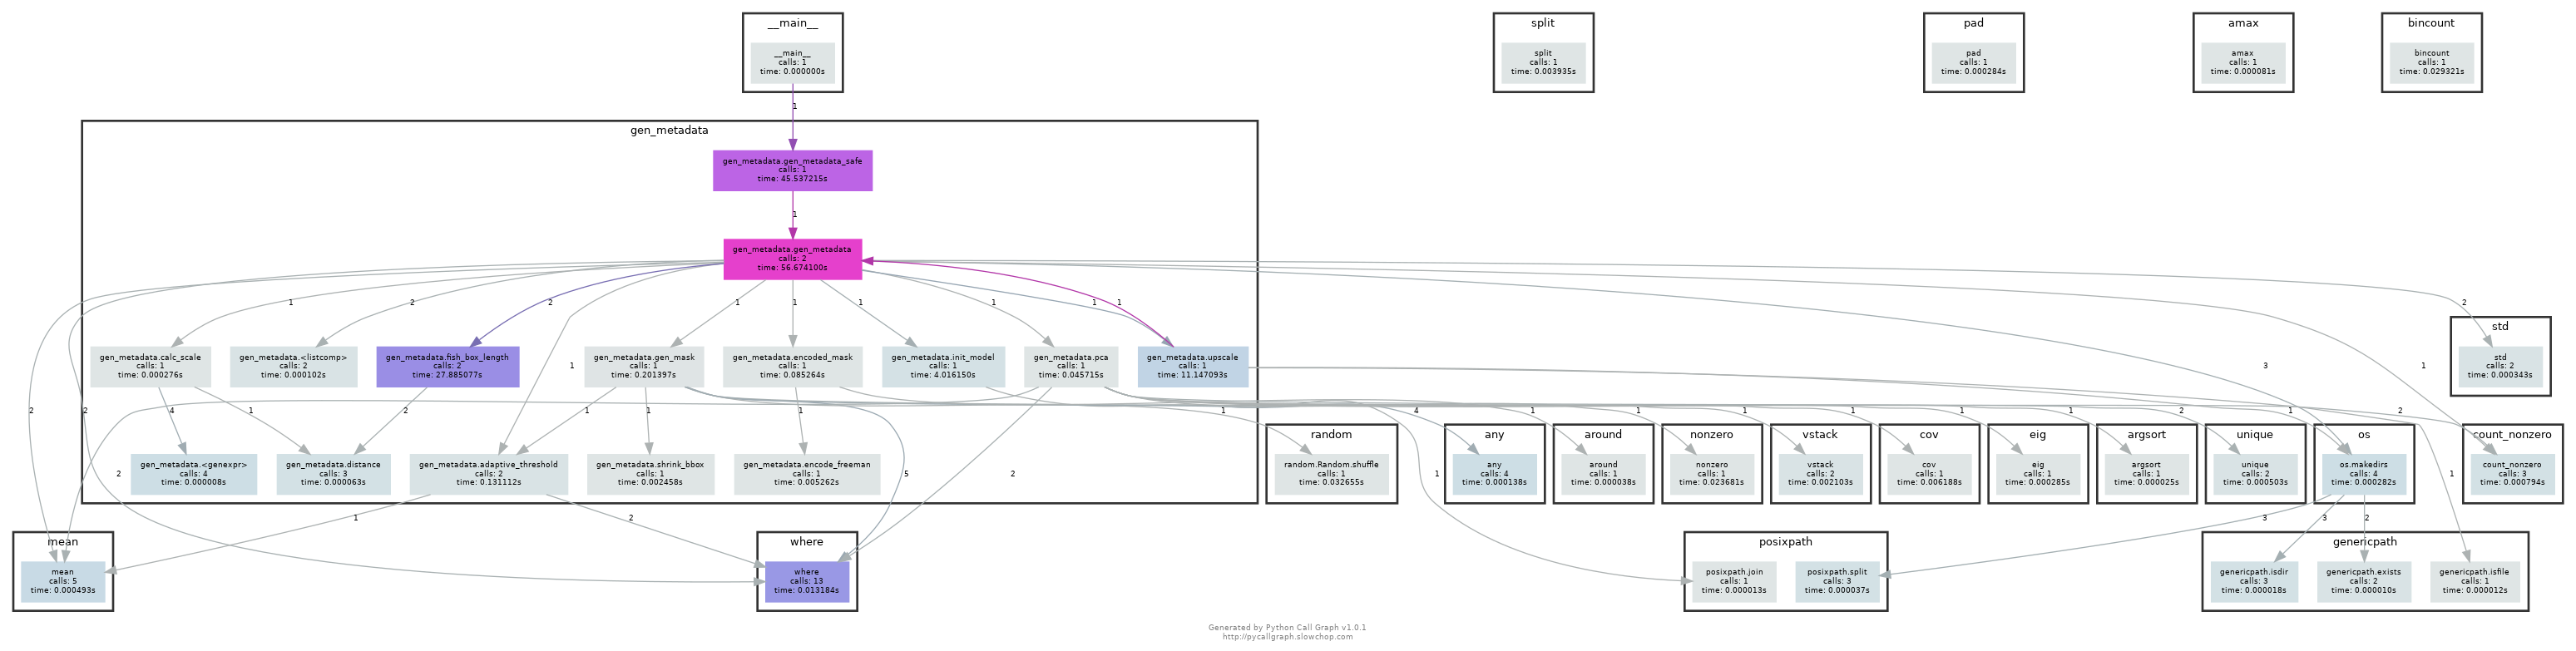 __main__
__main__
calls: 1
time: 0.000000s
split
split
calls: 1
time: 0.003935s
pad
pad
calls: 1
time: 0.000284s
amax
amax
calls: 1
time: 0.000081s
bincount
bincount
calls: 1
time: 0.029321s
1
gen_metadata
gen_metadata.gen_metadata_safe
calls: 1
time: 45.537215s
1
gen_metadata.gen_metadata
calls: 2
time: 56.674100s
1
2
2
1
1
1
1
1
1
2
std
gen_metadata.calc_scale
calls: 1
time: 0.000276s
gen_metadata.<listcomp>
calls: 2
time: 0.000102s
gen_metadata.fish_box_length
calls: 2
time: 27.885077s
1
gen_metadata.gen_mask
calls: 1
time: 0.201397s
gen_metadata.encoded_mask
calls: 1
time: 0.085264s
gen_metadata.init_model
calls: 1
time: 4.016150s
gen_metadata.pca
calls: 1
time: 0.045715s
gen_metadata.upscale
calls: 1
time: 11.147093s
3
1
std
calls: 2
time: 0.000343s
2
2
4
1
2
1
1
1
1
4
1
1
1
1
1
1
2
1
2
random
any
around
nonzero
vstack
cov
eig
argsort
unique
os
count_nonzero
gen_metadata.<genexpr>
calls: 4
time: 0.000008s
gen_metadata.distance
calls: 3
time: 0.000063s
gen_metadata.adaptive_threshold
calls: 2
time: 0.131112s
gen_metadata.shrink_bbox
calls: 1
time: 0.002458s
gen_metadata.encode_freeman
calls: 1
time: 0.005262s
random.Random.shuffle
calls: 1
time: 0.032655s
any
calls: 4
time: 0.000138s
around
calls: 1
time: 0.000038s
nonzero
calls: 1
time: 0.023681s
vstack
calls: 2
time: 0.002103s
cov
calls: 1
time: 0.006188s
eig
calls: 1
time: 0.000285s
argsort
calls: 1
time: 0.000025s
unique
calls: 2
time: 0.000503s
os.makedirs
calls: 4
time: 0.000282s
count_nonzero
calls: 3
time: 0.000794s
2
5
2
1
1
1
2
3
3
2
mean
where
posixpath
genericpath
mean
calls: 5
time: 0.000493s
where
calls: 13
time: 0.013184s
posixpath.join
calls: 1
time: 0.000013s
posixpath.split
calls: 3
time: 0.000037s
genericpath.isdir
calls: 3
time: 0.000018s
genericpath.exists
calls: 2
time: 0.000010s
genericpath.isfile
calls: 1
time: 0.000012s
Generated by Python Call Graph v1.0.1
http://pycallgraph.slowchop.com